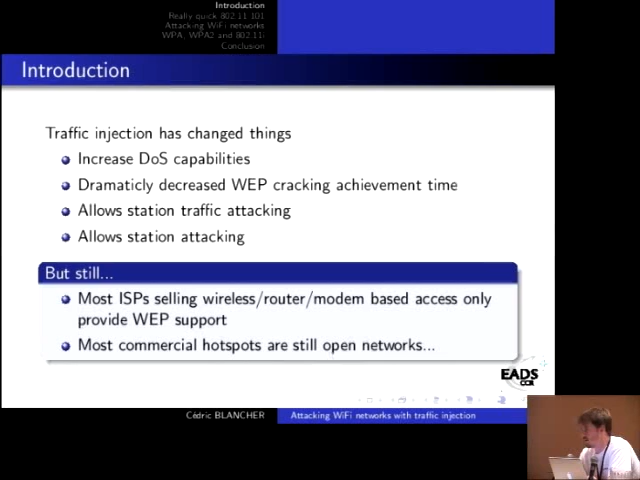 Introduction
Really quick 802.11 101
Attacking WiFi networks
WPA, WPA2 and 802.11i
Conclusion
Introduction
Traffic injection has changed things
Increase DoS capabilities
Dramaticly decreased WEP cracking achievement time
Allows station traffic attacking
Allows station attacking
But still...
Most ISPs selling wireless/router/modem based access only
provide WEP support
Most commercial hotspots are still open networks...
EADS
CCR
Cédric BLANCHER
Attacking WiFi networks with traffic injection